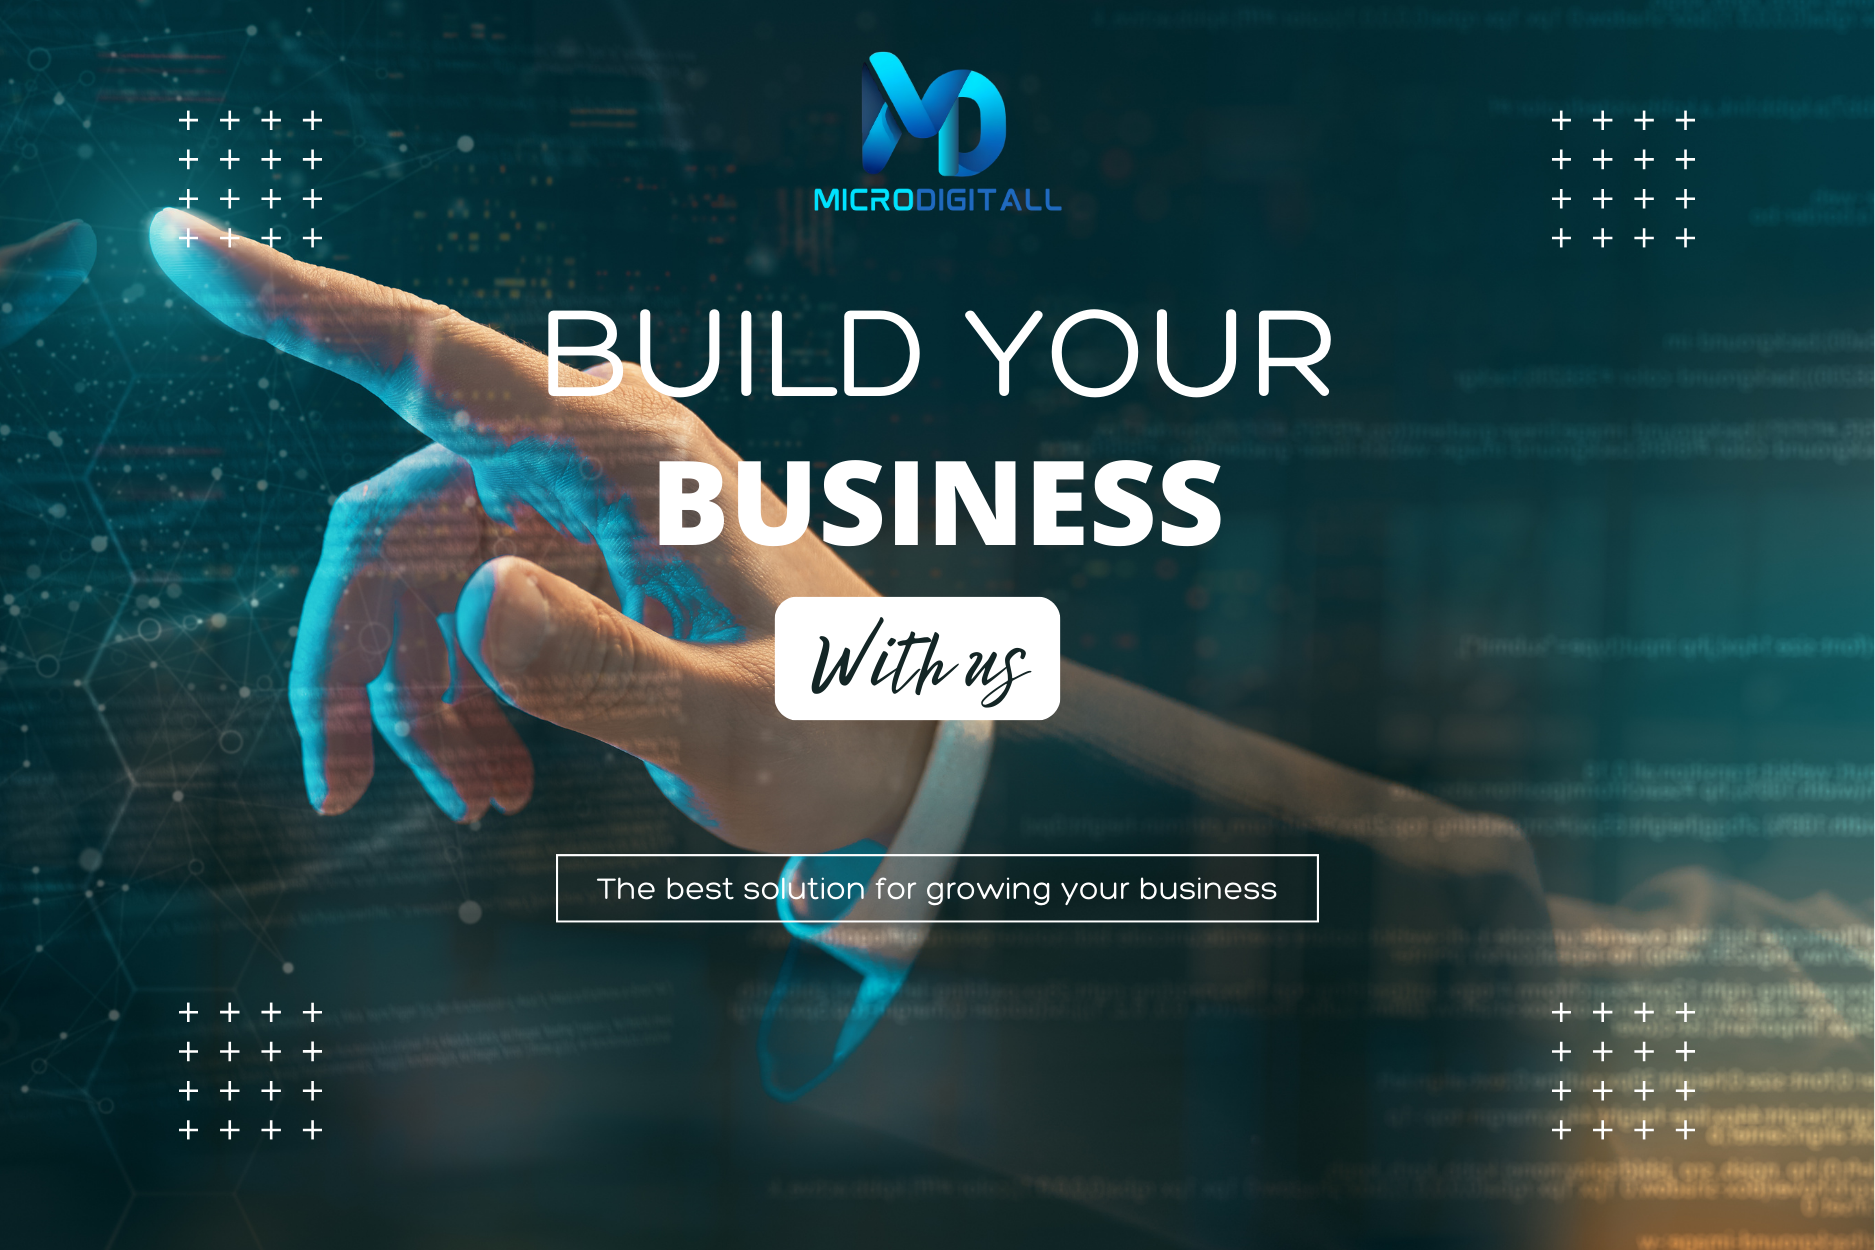 MICRODIGITALL
BUILD YOUR
BUSINESS
With us
The best solution for growing your business